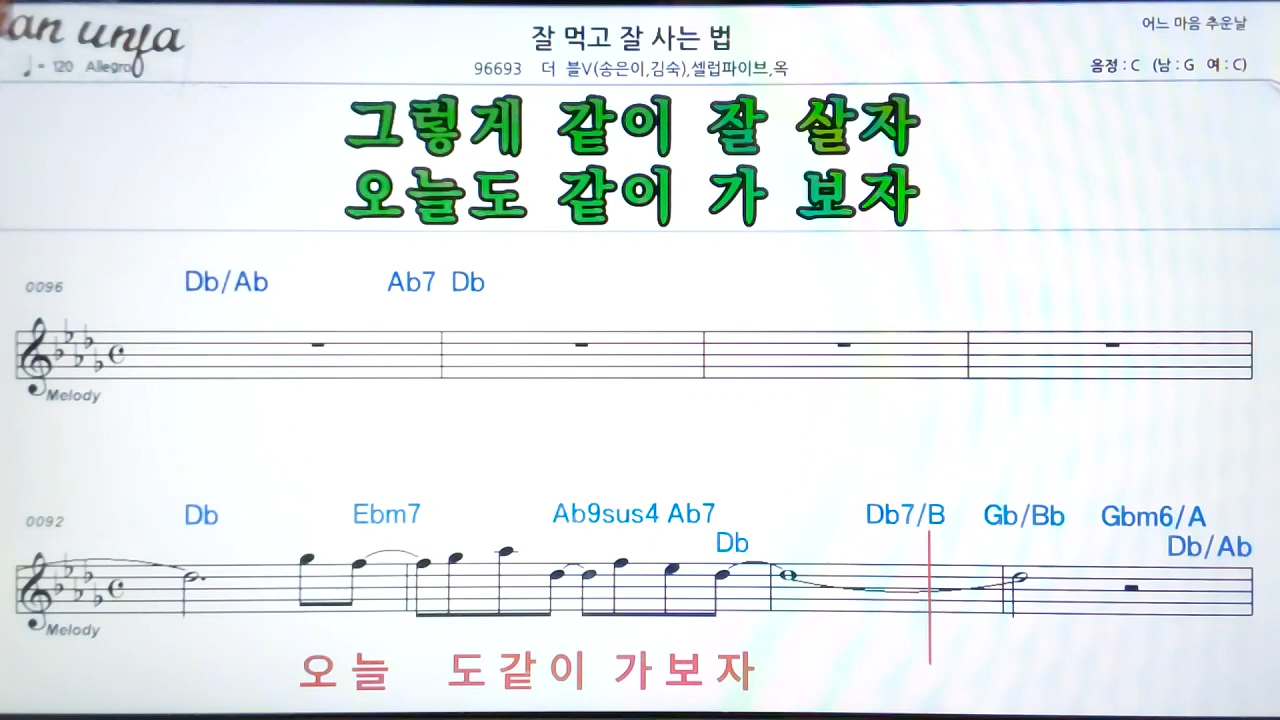 an unfa
잘 먹고 잘 사는 법
어느 마음 추운날
♩= 120 Allegro
96693 더 블V(송은이,김숙),셀럽파이브,옥
음정 : C (남 : G 여 : C)
그렇게 같이 잘 살자
오늘도 같이 가 보자
0096 Db/Ab Ab7 Db
Melody
0092 Db Ebm7 Ab9sus4 Ab7 Db7/B Gb/Bb Gbm6/A
Db Db/Ab
Melody
오 늘 도 같 이 가 보 자